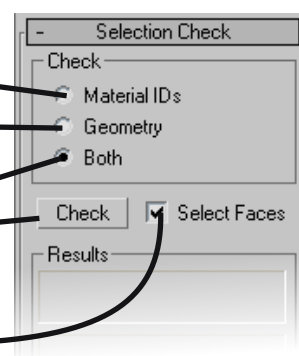 - Selection Check
Check
Material IDs
Geometry
Both
Check Select Faces
Results